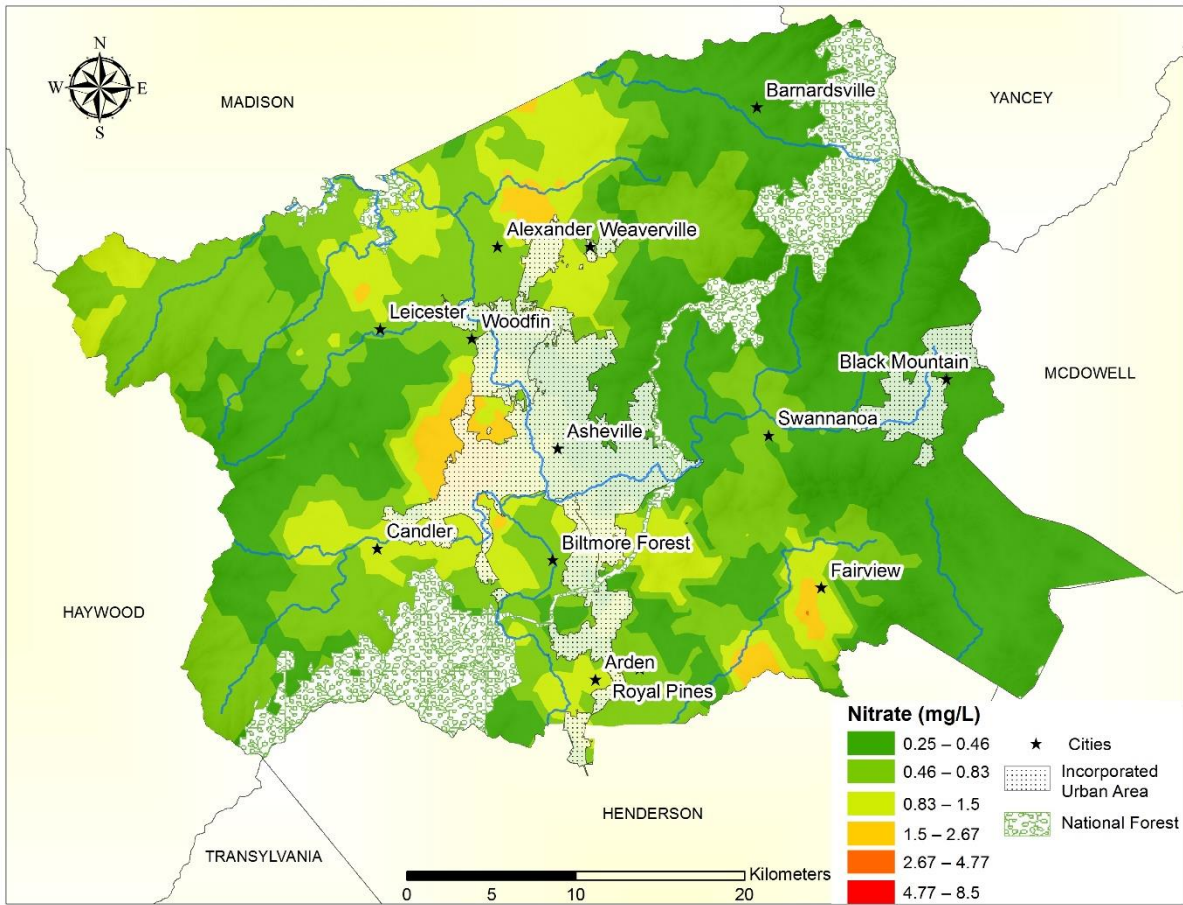 N
W
E
S
MADISON
YANCEY
Barnardsville
Alexander
Weaverville
Leicester
Woodfin
Black Mountain
MCDOWELL
Swannanoa
Asheville
Candler
Biltmore Forest
Fairview
HAYWOOD
Arden
Royal Pines
HENDERSON
TRANSYLVANIA
Nitrate (mg/L)
0.25 – 0.46
0.46 – 0.83
0.83 – 1.5
1.5 – 2.67
2.67 – 4.77
4.77 – 8.5
Cities
Incorporated
Urban Area
National Forest
Kilometers
0 5 10 20